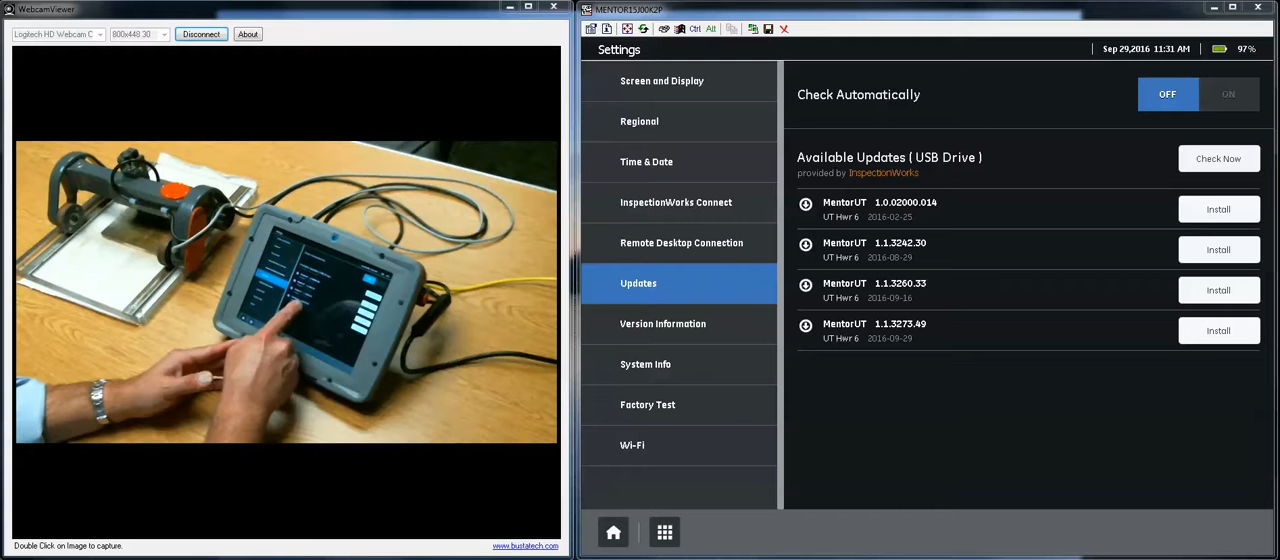 WebcamViewer
Logitech HD Webcam C
800x448 30
Disconnect
About
Double Click on Image to capture.
www.bustatech.com
MENTOR15J00K2P
Ctrl Alt
Settings
Sep 29,2016 11:31 AM
97%
Screen and Display
Regional
Time & Date
InspectionWorks Connect
Remote Desktop Connection
Updates
Version Information
System Info
Factory Test
Wi-Fi
Check Automatically
OFF
ON
Available Updates ( USB Drive )
Check Now
provided by InspectionWorks
MentorUT 1.0.02000.014
UT Hwr 6 2016-02-25
Install
MentorUT 1.1.3242.30
UT Hwr 6 2016-08-29
Install
MentorUT 1.1.3260.33
UT Hwr 6 2016-09-16
Install
MentorUT 1.1.3273.49
UT Hwr 6 2016-09-29
Install